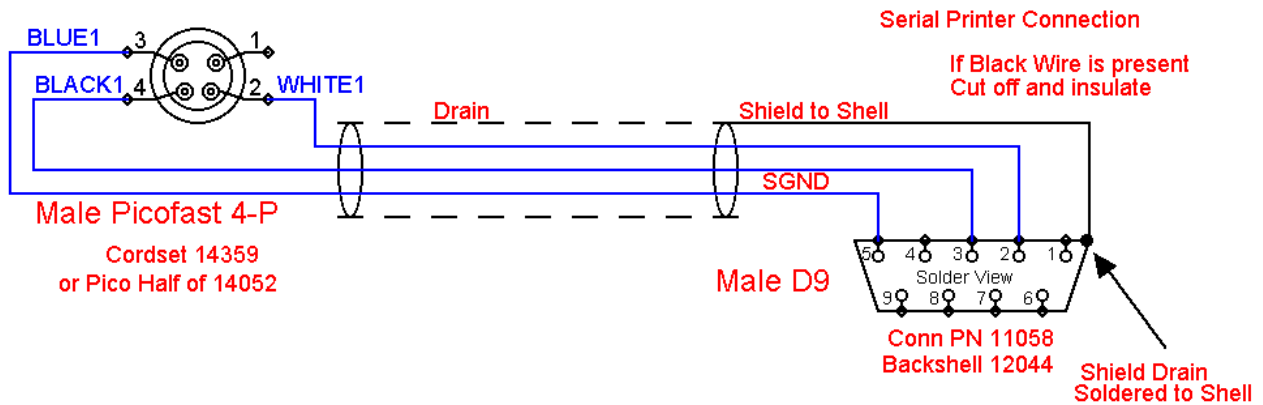 Serial Printer Connection
If Black Wire is present
Cut off and insulate
BLUE1
3
1
BLACK1
4
2
WHITE1
Drain
Shield to Shell
SGND
Male Picofast 4-P
Cordset 14359
or Pico Half of 14052
Male D9
5 4 3 2 1
Solder View
9 8 7 6
Conn PN 11058
Backshell 12044
Shield Drain
Soldered to Shell